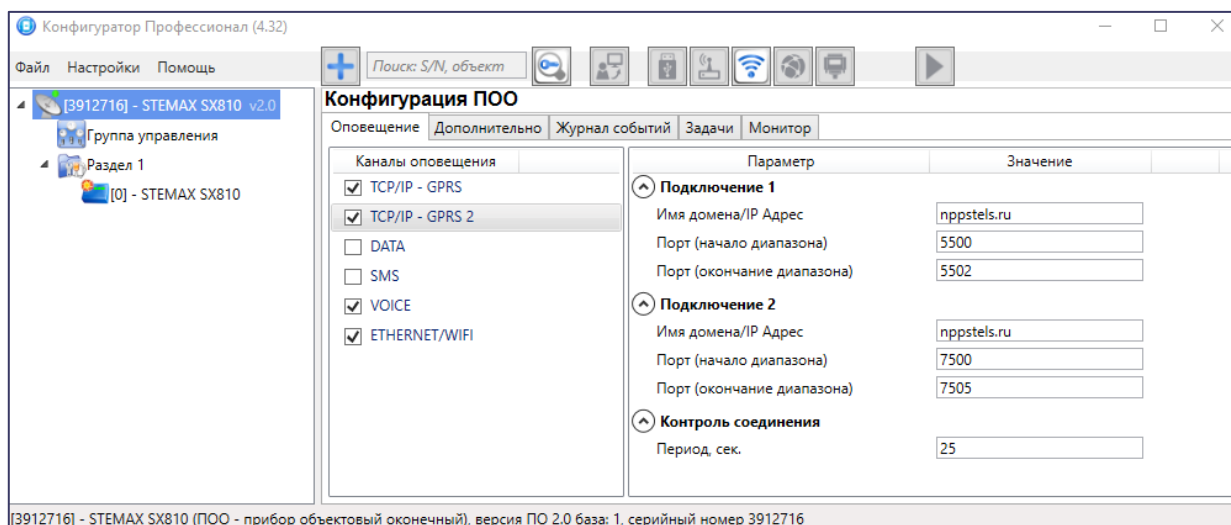 Конфигуратор Профессионал (4.32)
Файл Настройки Помощь
Поиск: S/N, объект
[3912716] - STEMAX SX810 v2.0
Группа управления
Раздел 1
[0] - STEMAX SX810
Конфигурация ПОО
Оповещение Дополнительно Журнал событий Задачи Монитор
Каналы оповещения
TCP/IP - GPRS
TCP/IP - GPRS 2
DATA
SMS
VOICE
ETHERNET/WIFI
Параметр Значение
Подключение 1
Имя домена/IP Адрес nppstels.ru
Порт (начало диапазона) 5500
Порт (окончание диапазона) 5502
Подключение 2
Имя домена/IP Адрес nppstels.ru
Порт (начало диапазона) 7500
Порт (окончание диапазона) 7505
Контроль соединения
Период, сек. 25
[3912716] - STEMAX SX810 (ПОО - прибор объектовый оконечный), версия ПО 2.0 база: 1, серийный номер 3912716